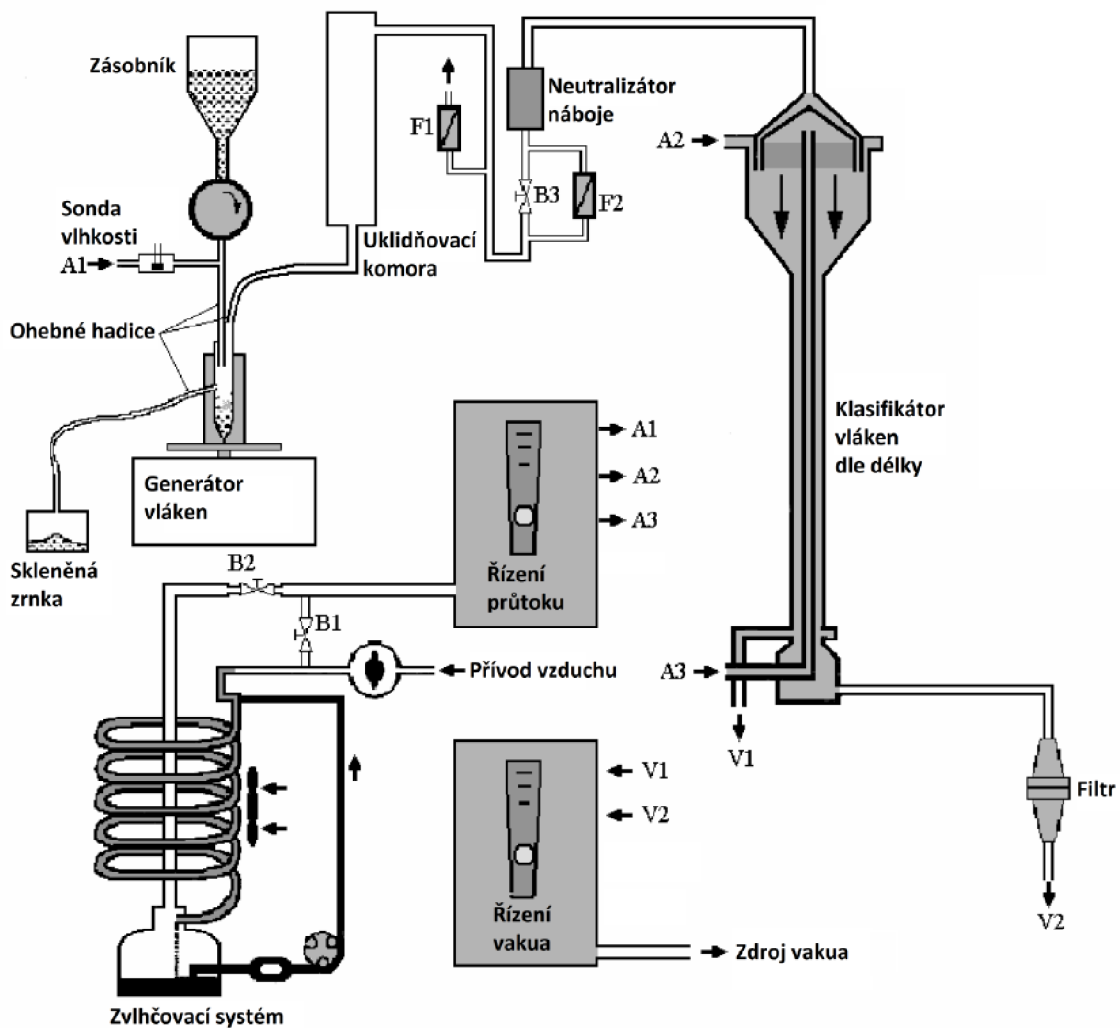 Zásobník
Neutralizátor
náboje
F1
A2
B3
F2
Sonda
vlhkosti
A1
Uklidňovací
komora
Ohebné hadice
Klasifikátor
vláken
dle délky
A1
A2
A3
Generátor
vláken
Řízení
průtoku
Skleněná
zrnka
B2
B1
Přívod vzduchu
A3
V1
V1
V2
Filtr
Řízení
vakua
V2
Zdroj vakua
Zvlhčovací systém